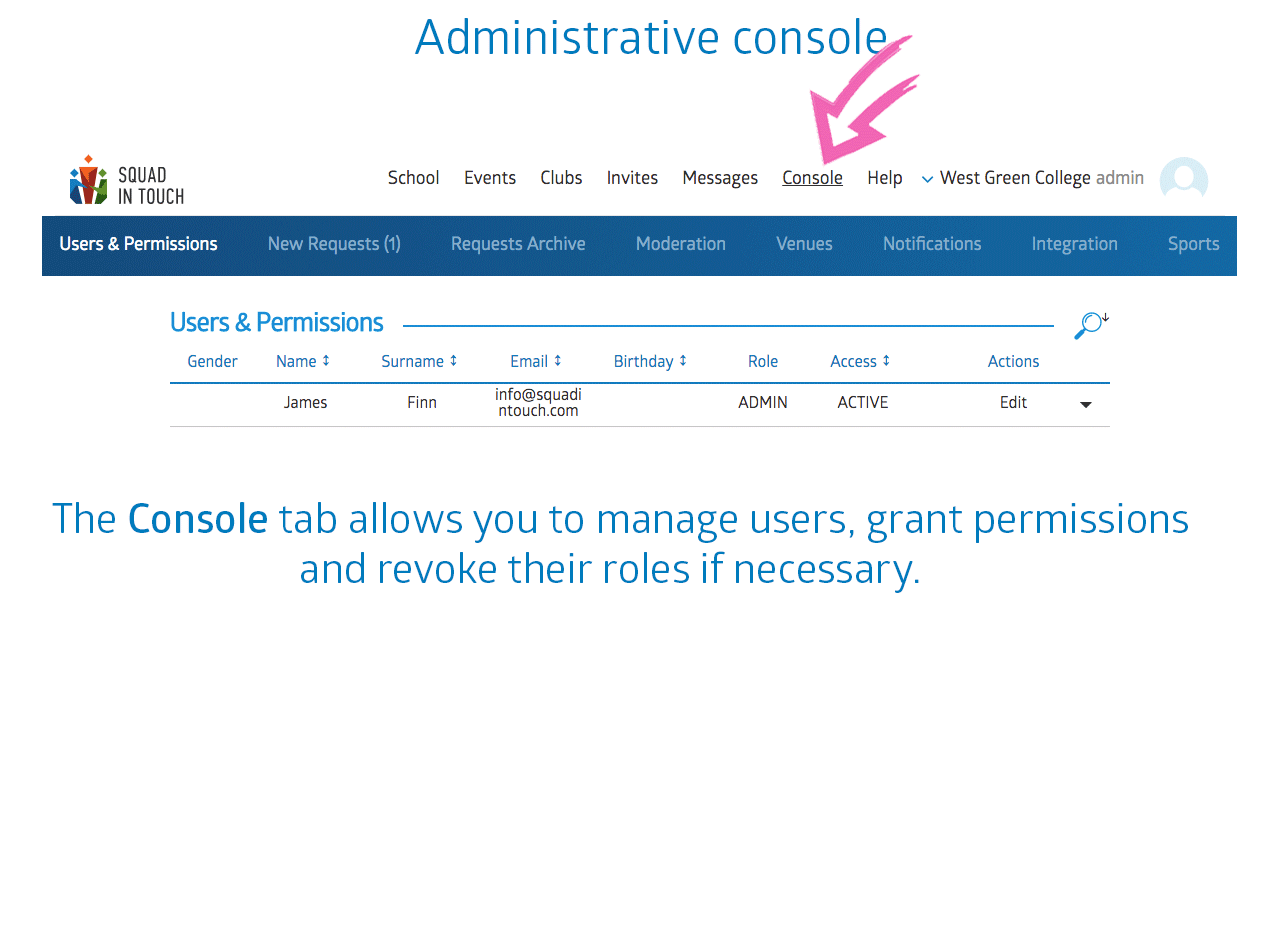 Administrative console
SQUAD
IN TOUCH
School Events Clubs Invites Messages Console Help West Green College admin
Users & Permissions New Requests (1) Requests Archive Moderation Venues Notifications Integration Sports
Users & Permissions
Gender Name ↕ Surname ↕ Email ↕ Birthday ↕ Role Access ↕ Actions
James Finn info@squadi ADMIN ACTIVE Edit
ntouch.com
The Console tab allows you to manage users, grant permissions
and revoke their roles if necessary.